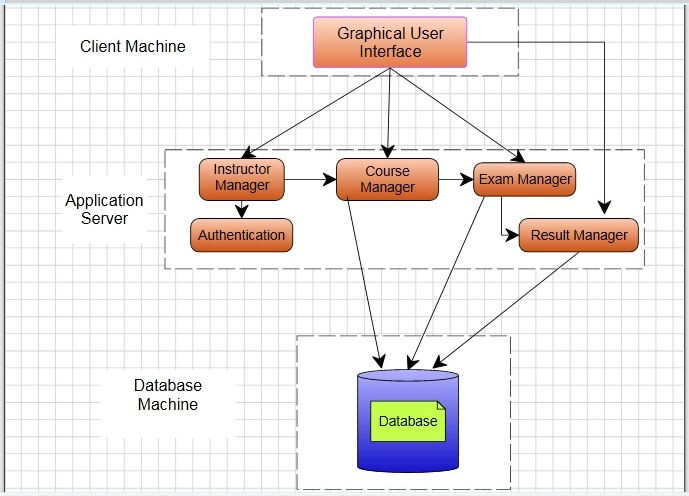 Client Machine
Graphical User
Interface
Application
Server
Instructor
Manager
Course
Manager
Exam Manager
Authentication
Result Manager
Database
Machine
Database